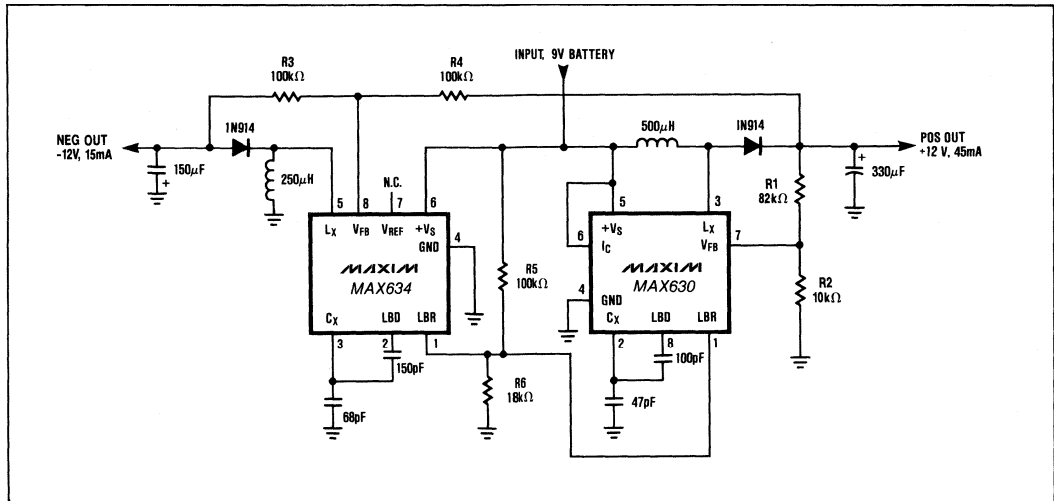 INPUT, 9V BATTERY
R3
100kΩ
R4
100kΩ
NEG OUT
-12V, 15mA
1N914
150μF
+
250μH
500μH
IN914
POS OUT
+12 V, 45mA
+
330μF
R1
82kΩ
R2
10kΩ
N.C.
5
8
7
6
LX
VFB
VREF
+VS
GND
4
MAXIM
MAX634
CX
LBD
LBR
3
2
1
150pF
68pF
R5
100kΩ
R6
18kΩ
5
3
+VS
LX
6
IC
VFB
7
MAXIM
MAX630
4
GND
CX
LBD
LBR
2
8
1
100pF
47pF